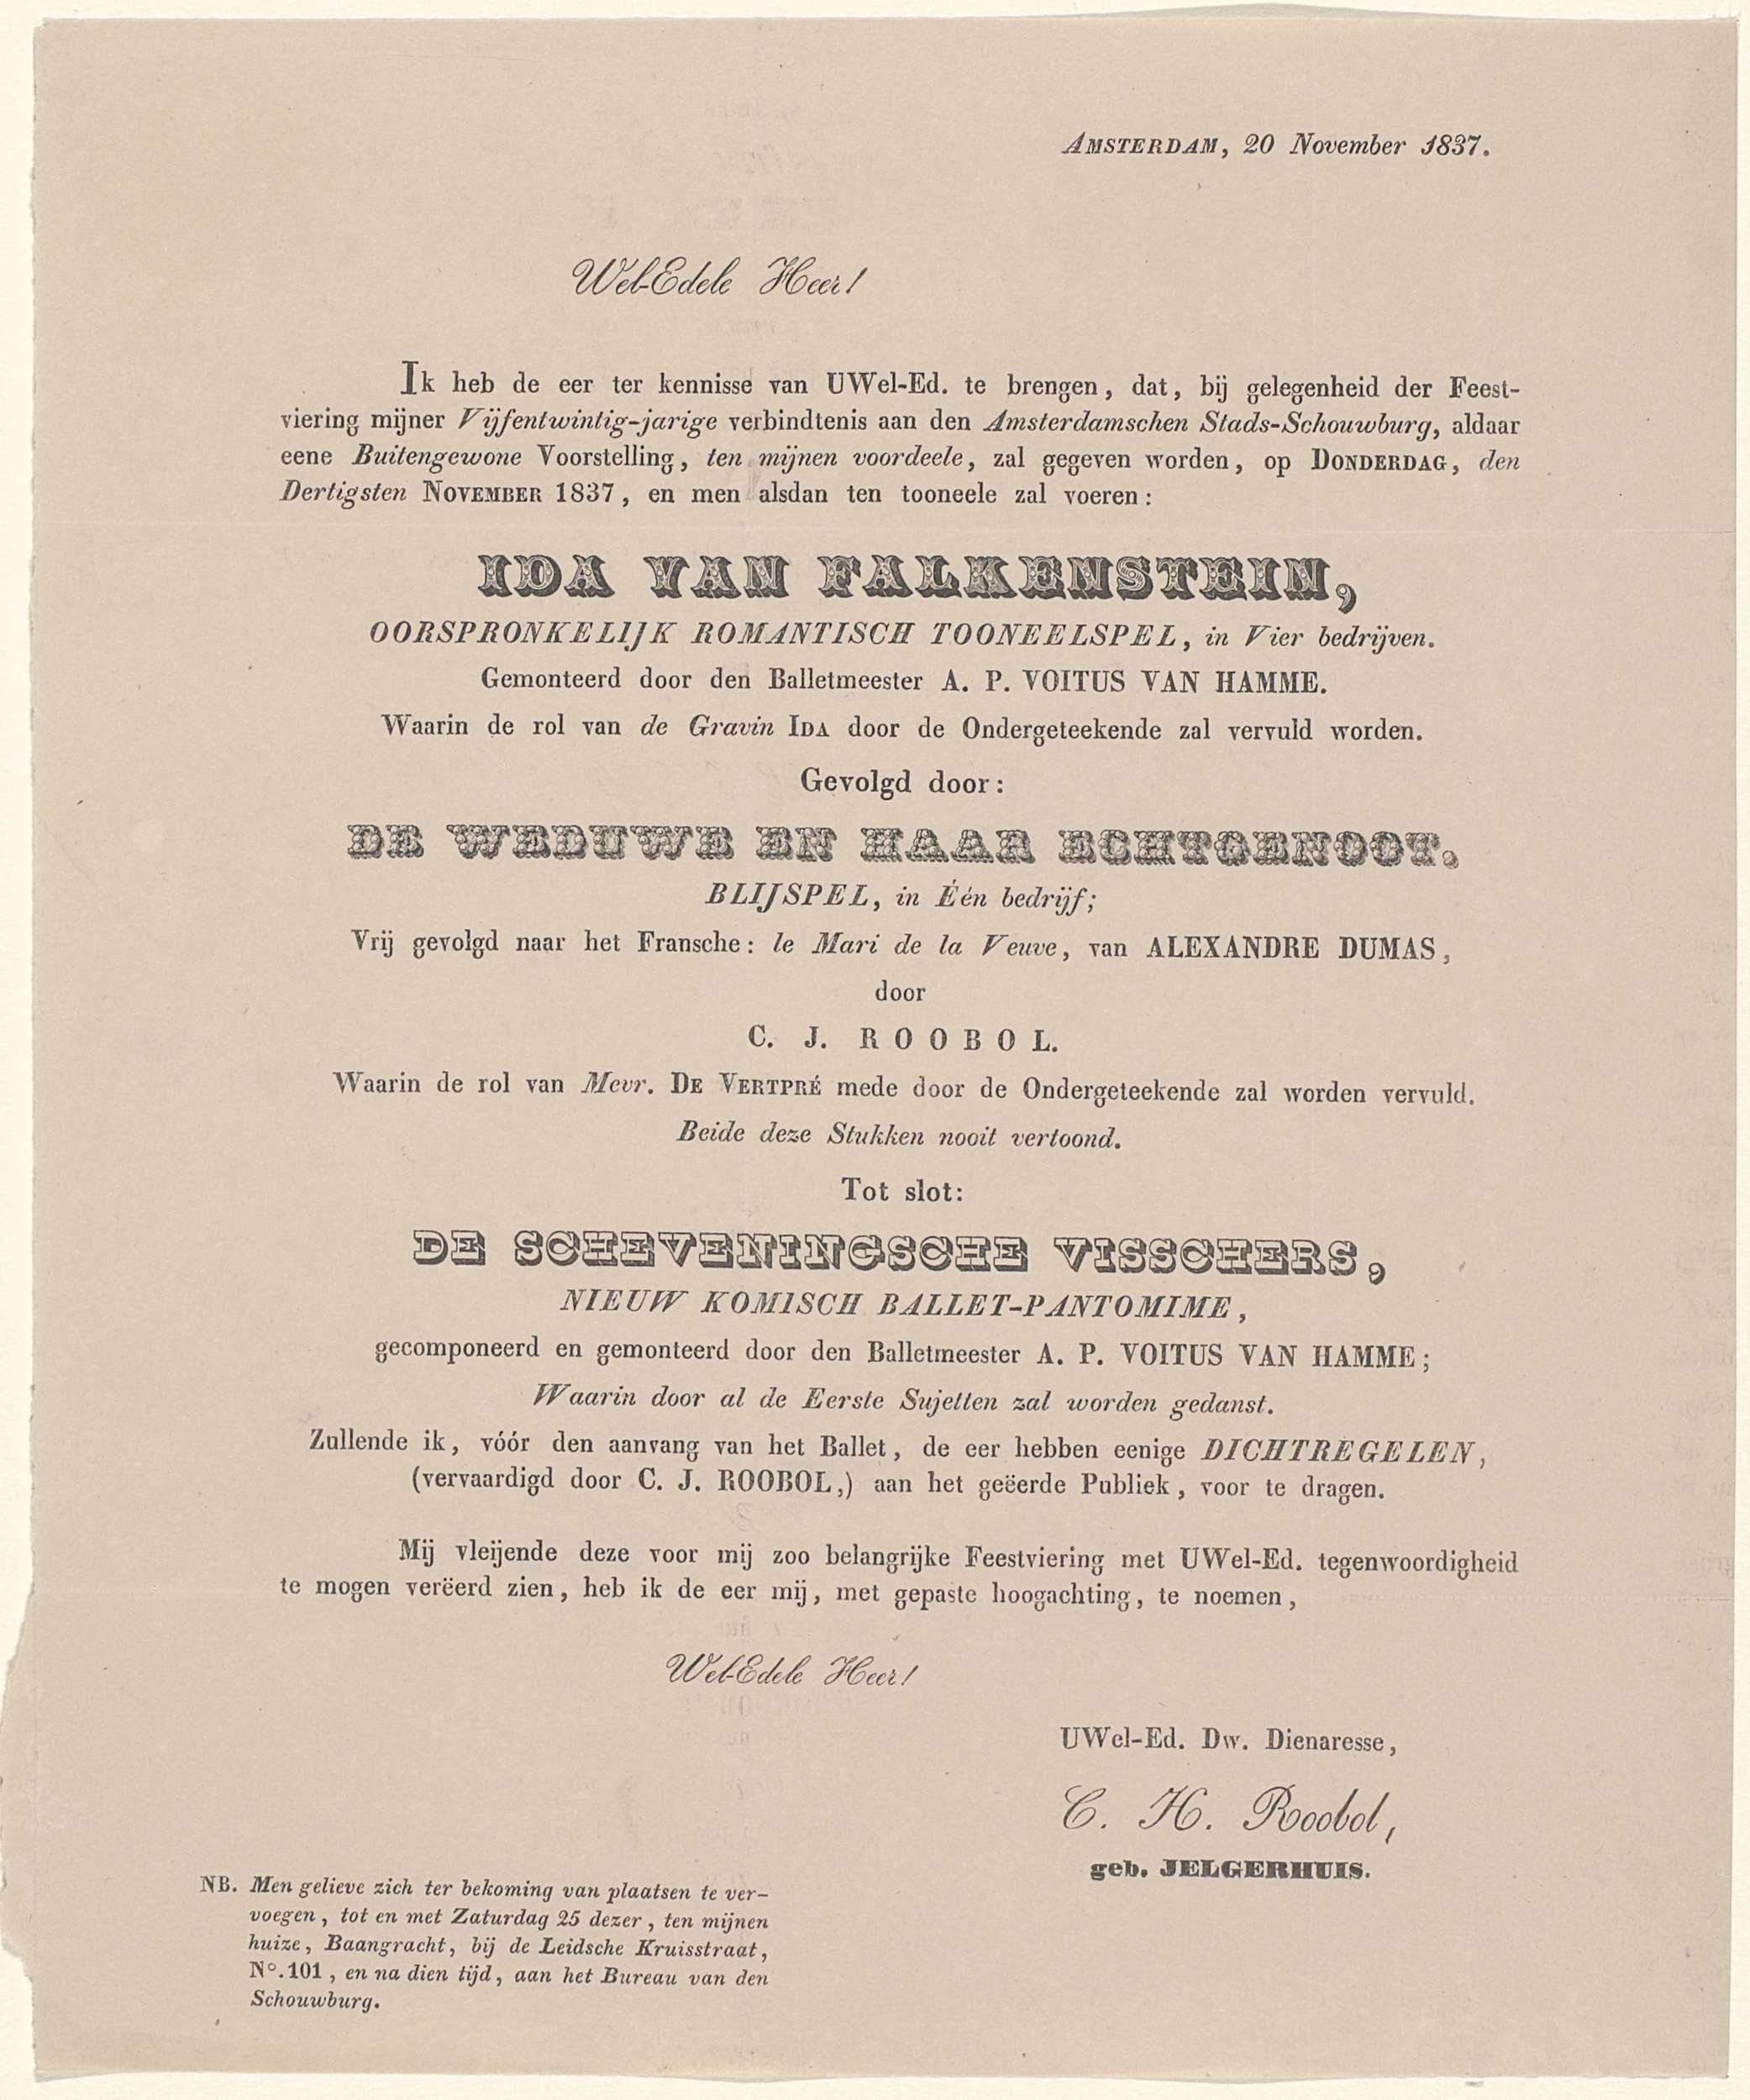 AMSTERDAM, 20 November 1837.
Wel-Edele Heer!
Ik heb de eer ter kennisse van UWel-Ed. te brengen, dat, bij gelegenheid der Feest-
viering mijner Vijfentwintig-jarige verbindtenis aan den Amsterdamschen Stads-Schouwburg, aldaar
eene Buitengewone Voorstelling, ten mijnen voordeele, zal gegeven worden, op DONDERDAG, den
Dertigsten NOVEMBER 1837, en men alsdan ten tooneele zal voeren:
IDA VAN FALKENSTEIN,
OORSPRONKELIJK ROMANTISCH TOONEELSPEL, in Vier bedrijven.
Gemonteerd door den Balletmeester A. P. VOITUS VAN HAMME.
Waarin de rol van de Gravin IDA door de Ondergeteekende zal vervuld worden.
Gevolgd door:
DE WEDUWE EN HAAR ECHTGENOOT.
BLIJSPEL, in Één bedrijf;
Vrij gevolgd naar het Fransche: le Mari de la Veuve, van ALEXANDRE DUMAS,
door
C. J. ROOBOL.
Waarin de rol van Mevr. DE VERTPRÉ mede door de Ondergeteekende zal worden vervuld.
Beide deze Stukken nooit vertoond.
Tot slot:
DE SCHEVENINGSCHE VISSCHERS,
NIEUW KOMISCH BALLET-PANTOMIME,
gecomponeerd en gemonteerd door den Balletmeester A. P. VOITUS VAN HAMME;
Waarin door al de Eerste Sujetten zal worden gedanst.
Zullende ik, vóór den aanvang van het Ballet, de eer hebben eenige DICHTREGELEN,
(vervaardigd door C. J. ROOBOL,) aan het geëerde Publiek, voor te dragen.
Mij vleijende deze voor mij zoo belangrijke Feestviering met UWel-Ed. tegenwoordigheid
te mogen verëerd zien, heb ik de eer mij, met gepaste hoogachting, te noemen,
Wel-Edele Heer!
UWel-Ed. Dw. Dienaresse,
C. H. Roobol,
geb. JELGERHUIS.
NB. Men gelieve zich ter bekoming van plaatsen te ver-
voegen, tot en met Zaturdag 25 dezer, ten mijnen
huize, Baangracht, bij de Leidsche Kruisstraat,
N°. 101, en na dien tijd, aan het Bureau van den
Schouwburg.